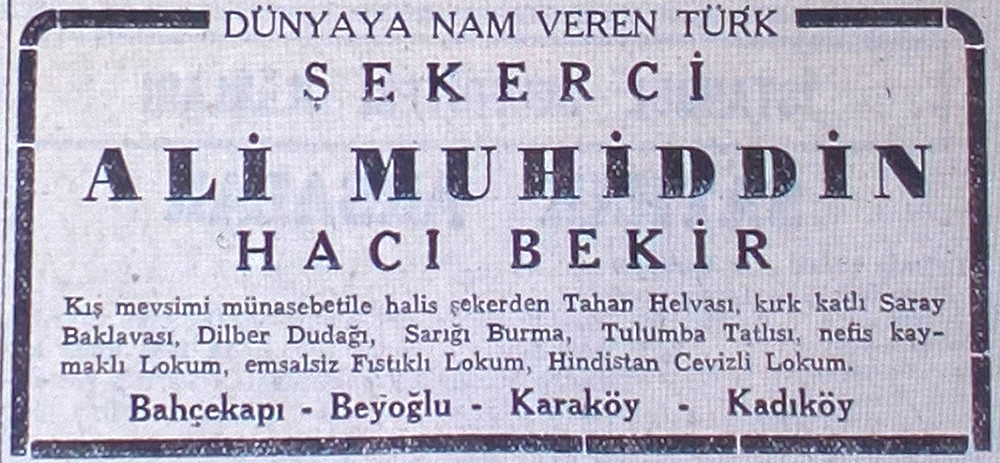 DÜNYAYA NAM VEREN TÜRK
ŞEKERCİ
ALİ MUHİDDİN
HACI BEKİR
Kış mevsimi münasebetile halis şekerden Tahan Helvası, kırk katlı Saray
Baklavası, Dilber Dudağı, Sarığı Burma, Tulumba Tatlısı, nefis kay-
maklı Lokum, emsalsiz Fıstıklı Lokum, Hindistan Cevizli Lokum.
Bahçekapı - Beyoğlu - Karaköy - Kadıköy